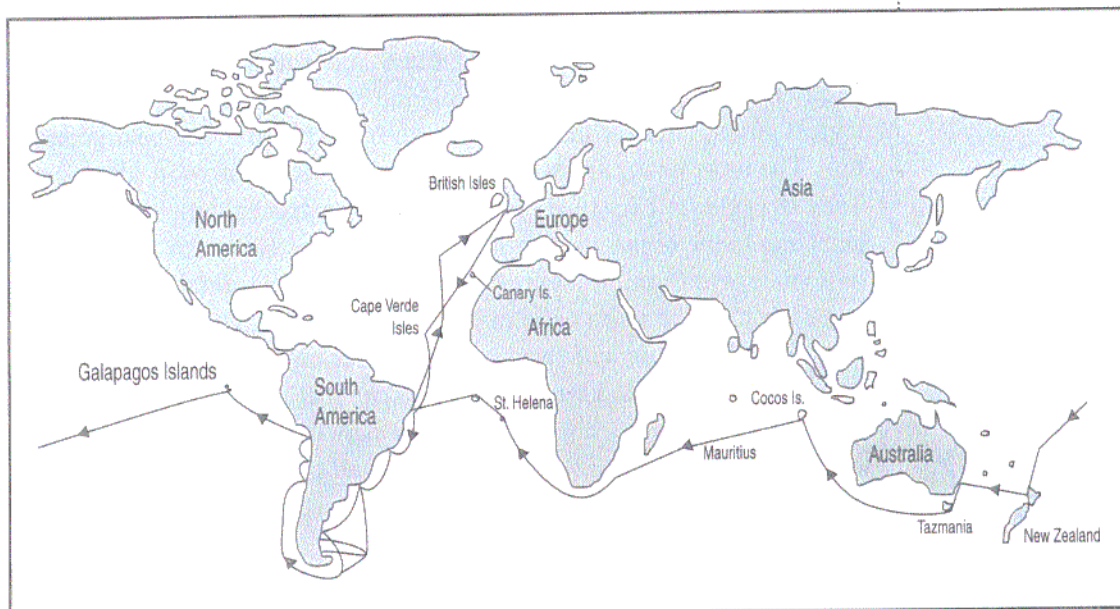 British Isles
Asia
North
America
Europe
Canary Is.
Cape Verde
Isles
Africa
Galapagos Islands
South
America
St. Helena
Cocos Is.
Mauritius
Australia
Tazmania
New Zealand